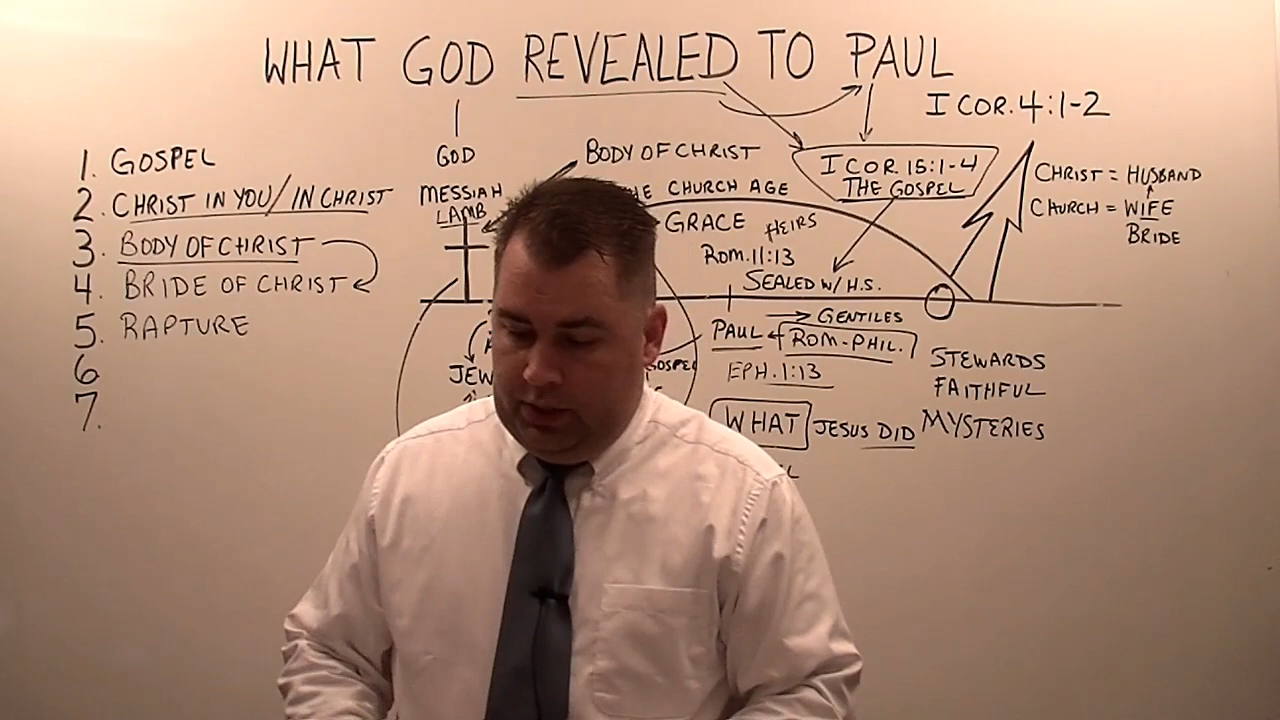 WHAT GOD REVEALED TO PAUL
I COR. 4:1-2
1. GOSPEL
2. CHRIST IN YOU/IN CHRIST
3. BODY OF CHRIST
4. BRIDE OF CHRIST
5. RAPTURE
6
7.
GOD
MESSIAH
LAMB
BODY OF CHRIST
CHURCH AGE
GRACE
HEIRS
ROM. 11:13
SEALED W/ H.S.
I COR 15:1-4
THE GOSPEL
CHRIST = HUSBAND
CHURCH = WIFE
BRIDE
GENTILES
PAUL
ROM-PHIL.
EPH. 1:13
WHAT JESUS DID
STEWARDS
FAITHFUL
MYSTERIES